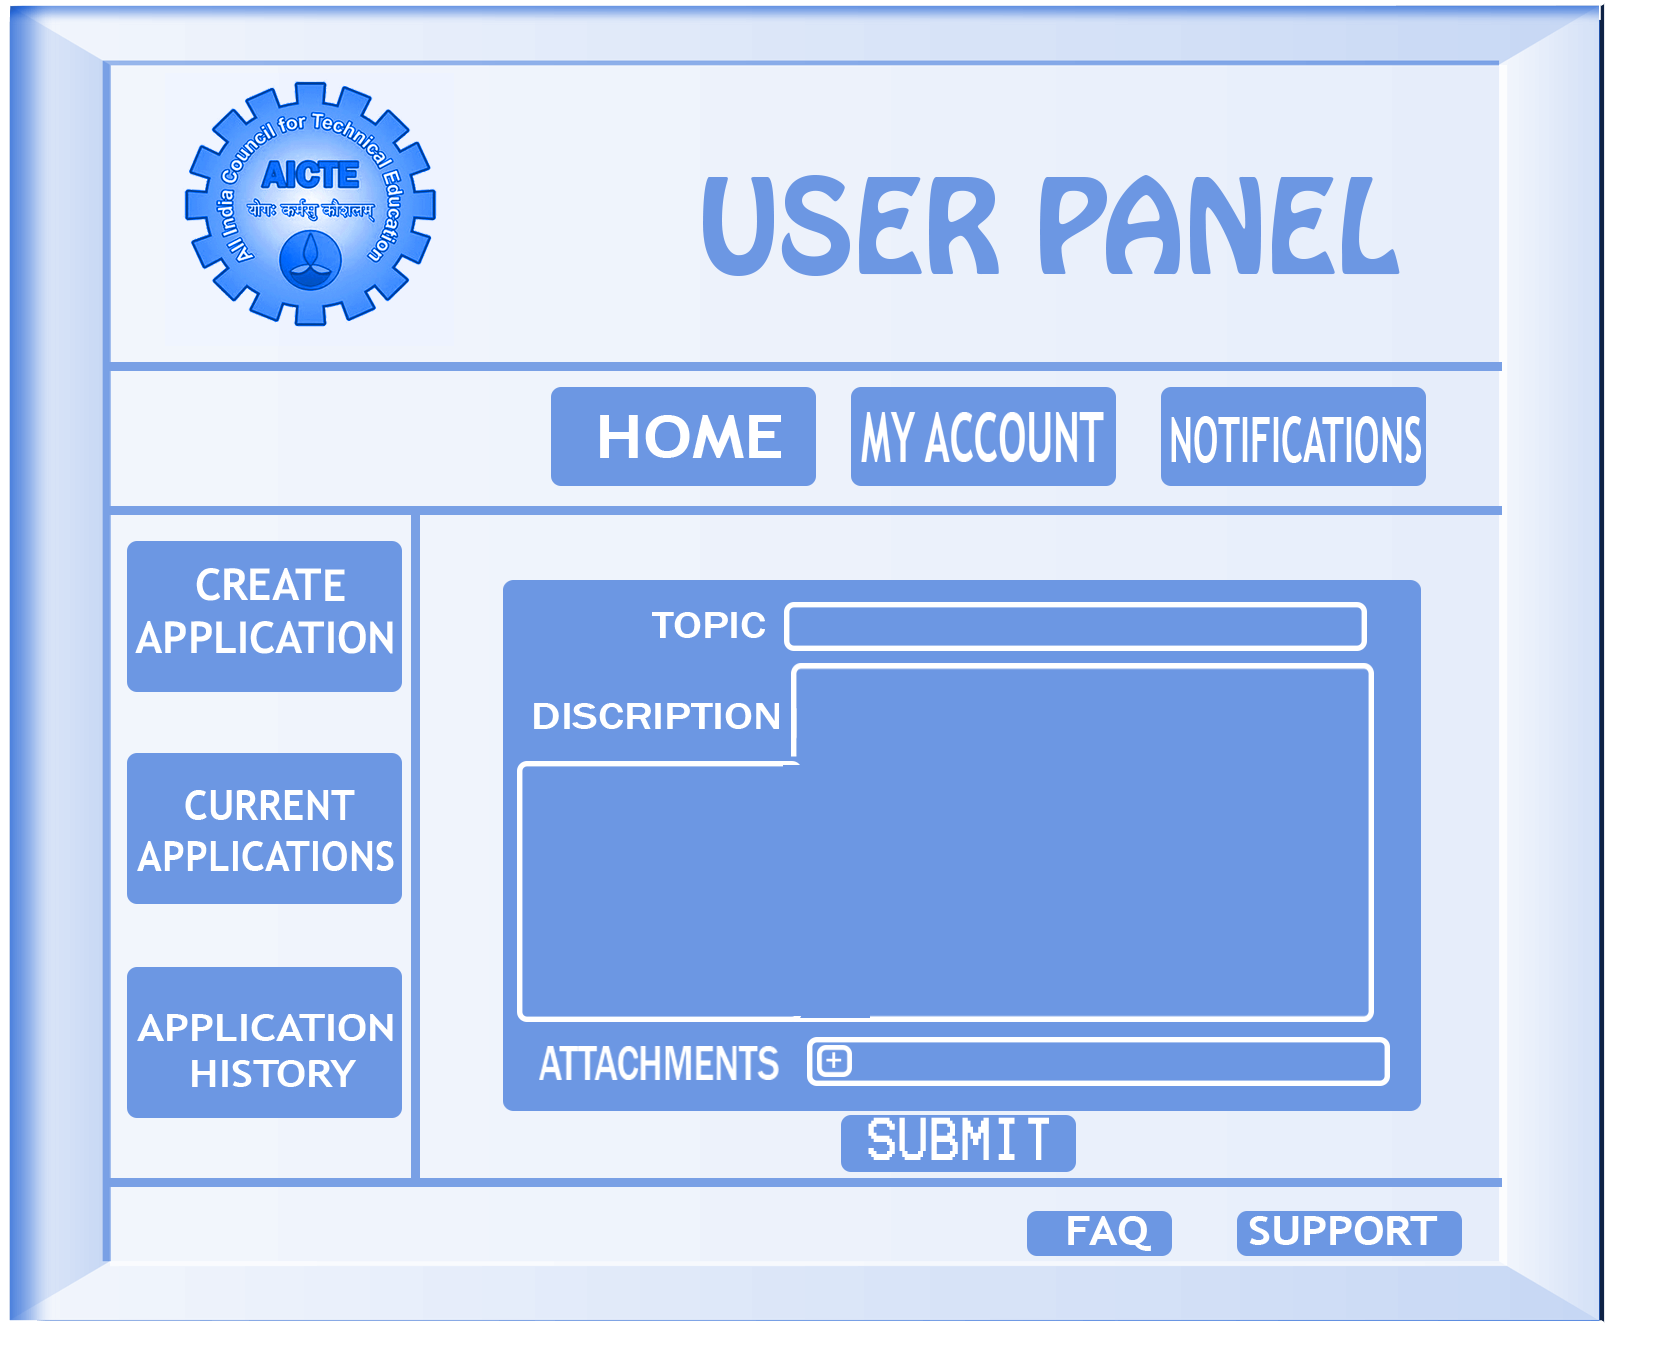 All India Council for Technical Education
AICTE
योगः कर्मसु कौशलम्
USER PANEL
HOME
MY ACCOUNT
NOTIFICATIONS
CREATE
APPLICATION
CURRENT
APPLICATIONS
APPLICATION
HISTORY
TOPIC
DISCRIPTION
ATTACHMENTS
SUBMIT
FAQ
SUPPORT